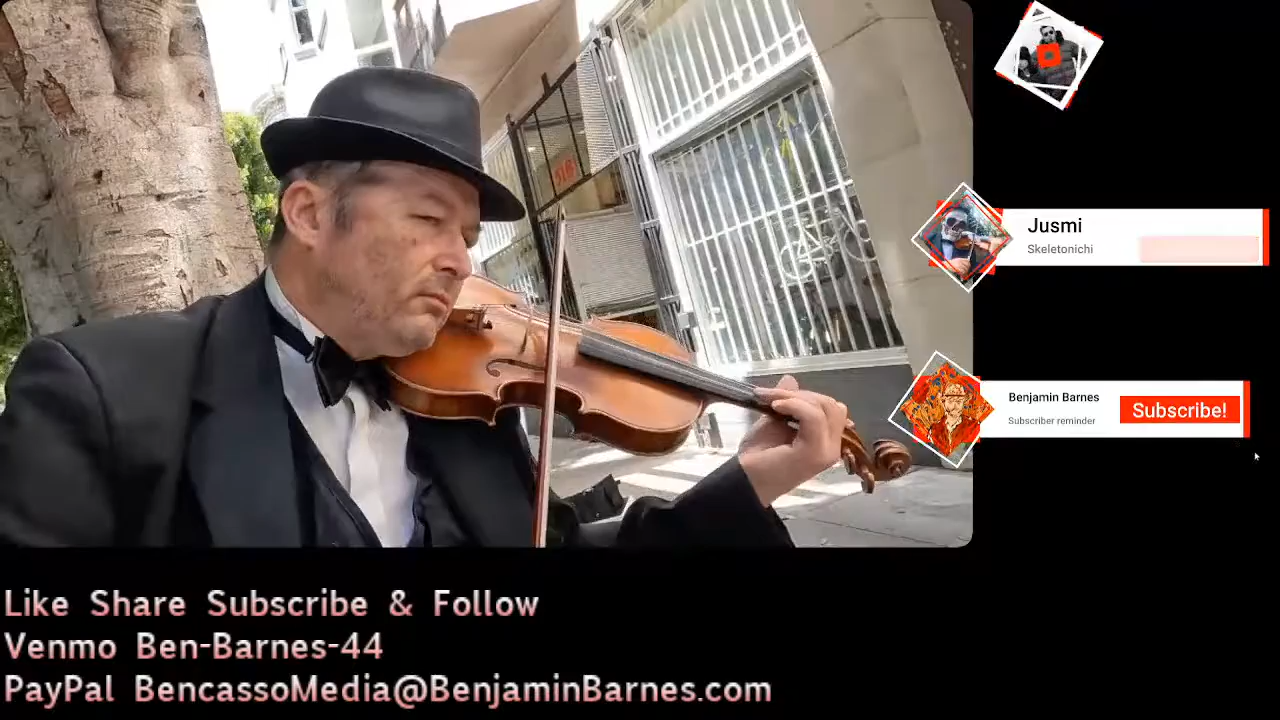 518
Jusmi
Skeletonichi
Benjamin Barnes
Subscriber reminder
Subscribe!
Like Share Subscribe & Follow
Venmo Ben-Barnes-44
PayPal BencassoMedia@BenjaminBarnes.com